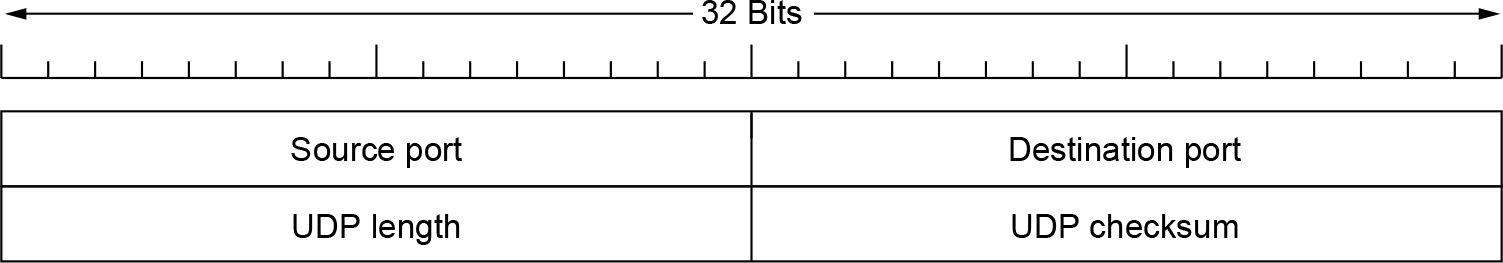 32 Bits
Source port
Destination port
UDP length
UDP checksum